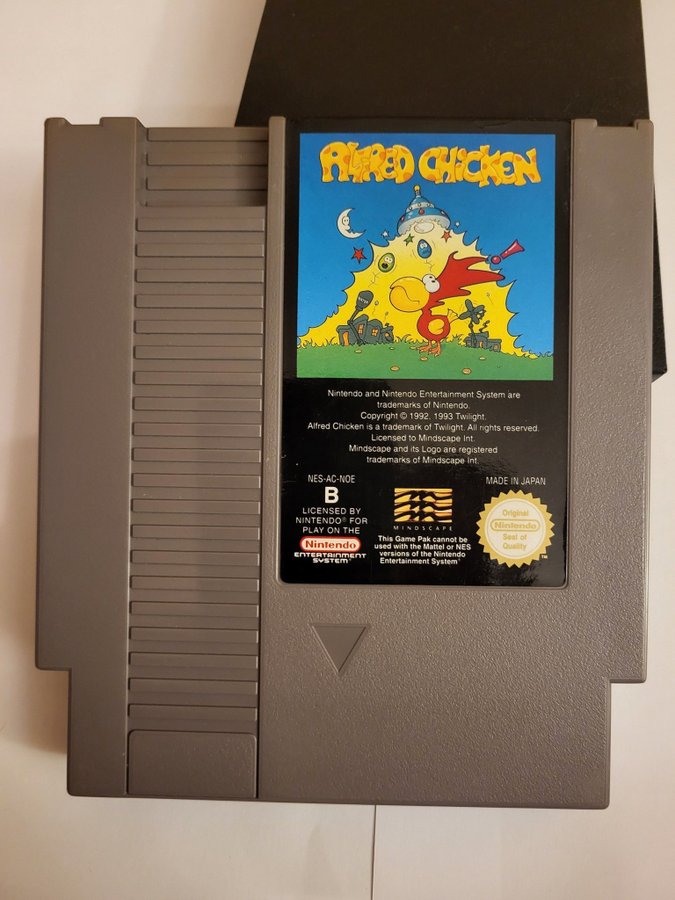 ALFRED CHICKEN
Nintendo and Nintendo Entertainment System are
trademarks of Nintendo.
Copyright © 1992, 1993 Twilight.
Alfred Chicken is a trademark of Twilight. All rights reserved.
Licensed to Mindscape Int.
Mindscape and its Logo are registered
trademarks of Mindscape Int.
NES-AC-NOE
B
LICENSED BY
NINTENDO® FOR
PLAY ON THE
Nintendo
ENTERTAINMENT
SYSTEM™
MINDSCAPE
This Game Pak cannot be
used with the Mattel or NES
versions of the Nintendo
Entertainment System
MADE IN JAPAN
Original
Nintendo
Seal of
Quality
TM